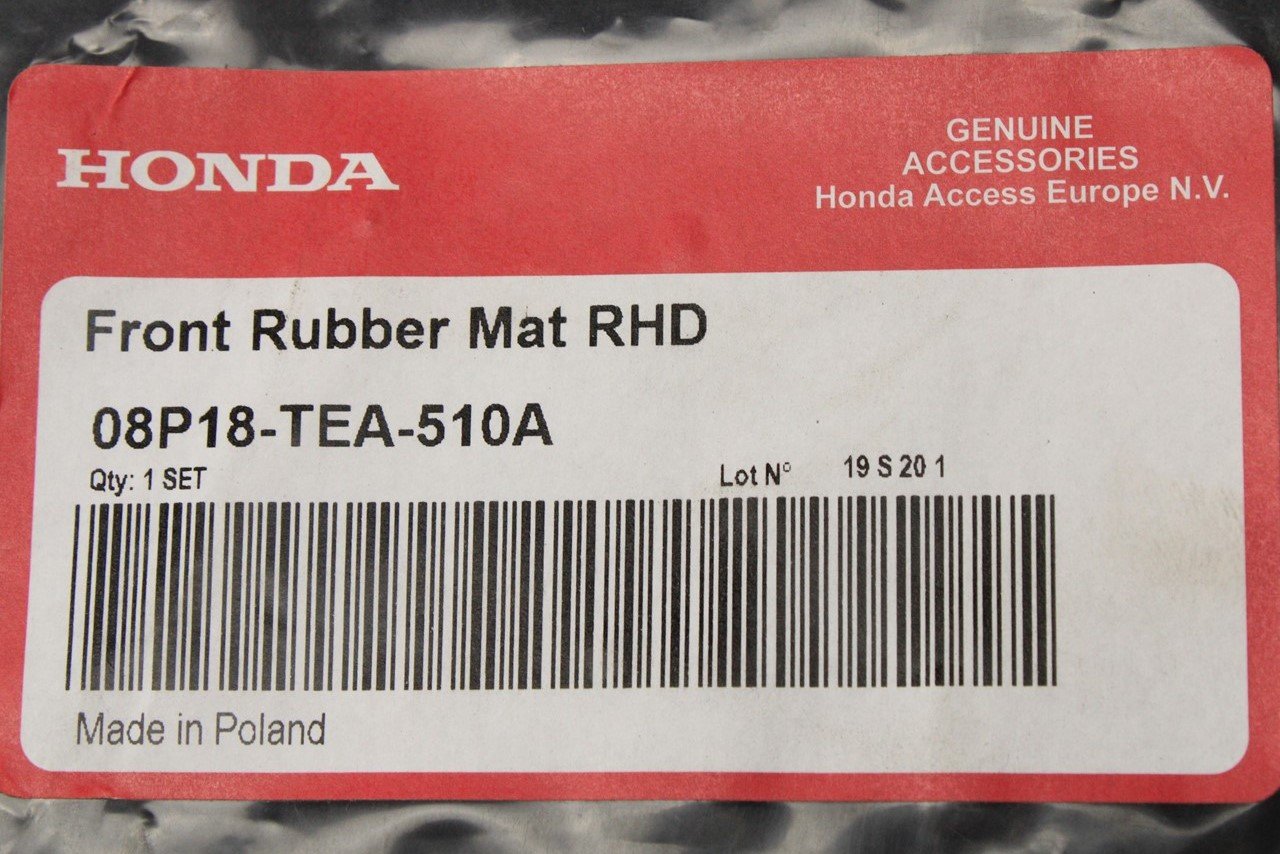 HONDA
GENUINE
ACCESSORIES
Honda Access Europe N.V.
Front Rubber Mat RHD
08P18-TEA-510A
Qty: 1 SET
Lot N° 19 S 20 1
Made in Poland